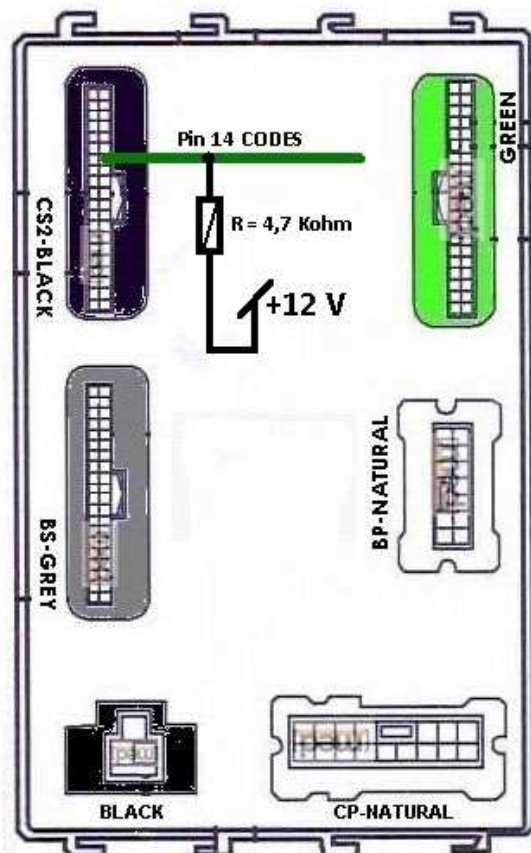 Pin 14 CODES
GREEN
CS2-BLACK
R = 4,7 Kohm
+12 V
BP-NATURAL
BS-GREY
BLACK
CP-NATURAL